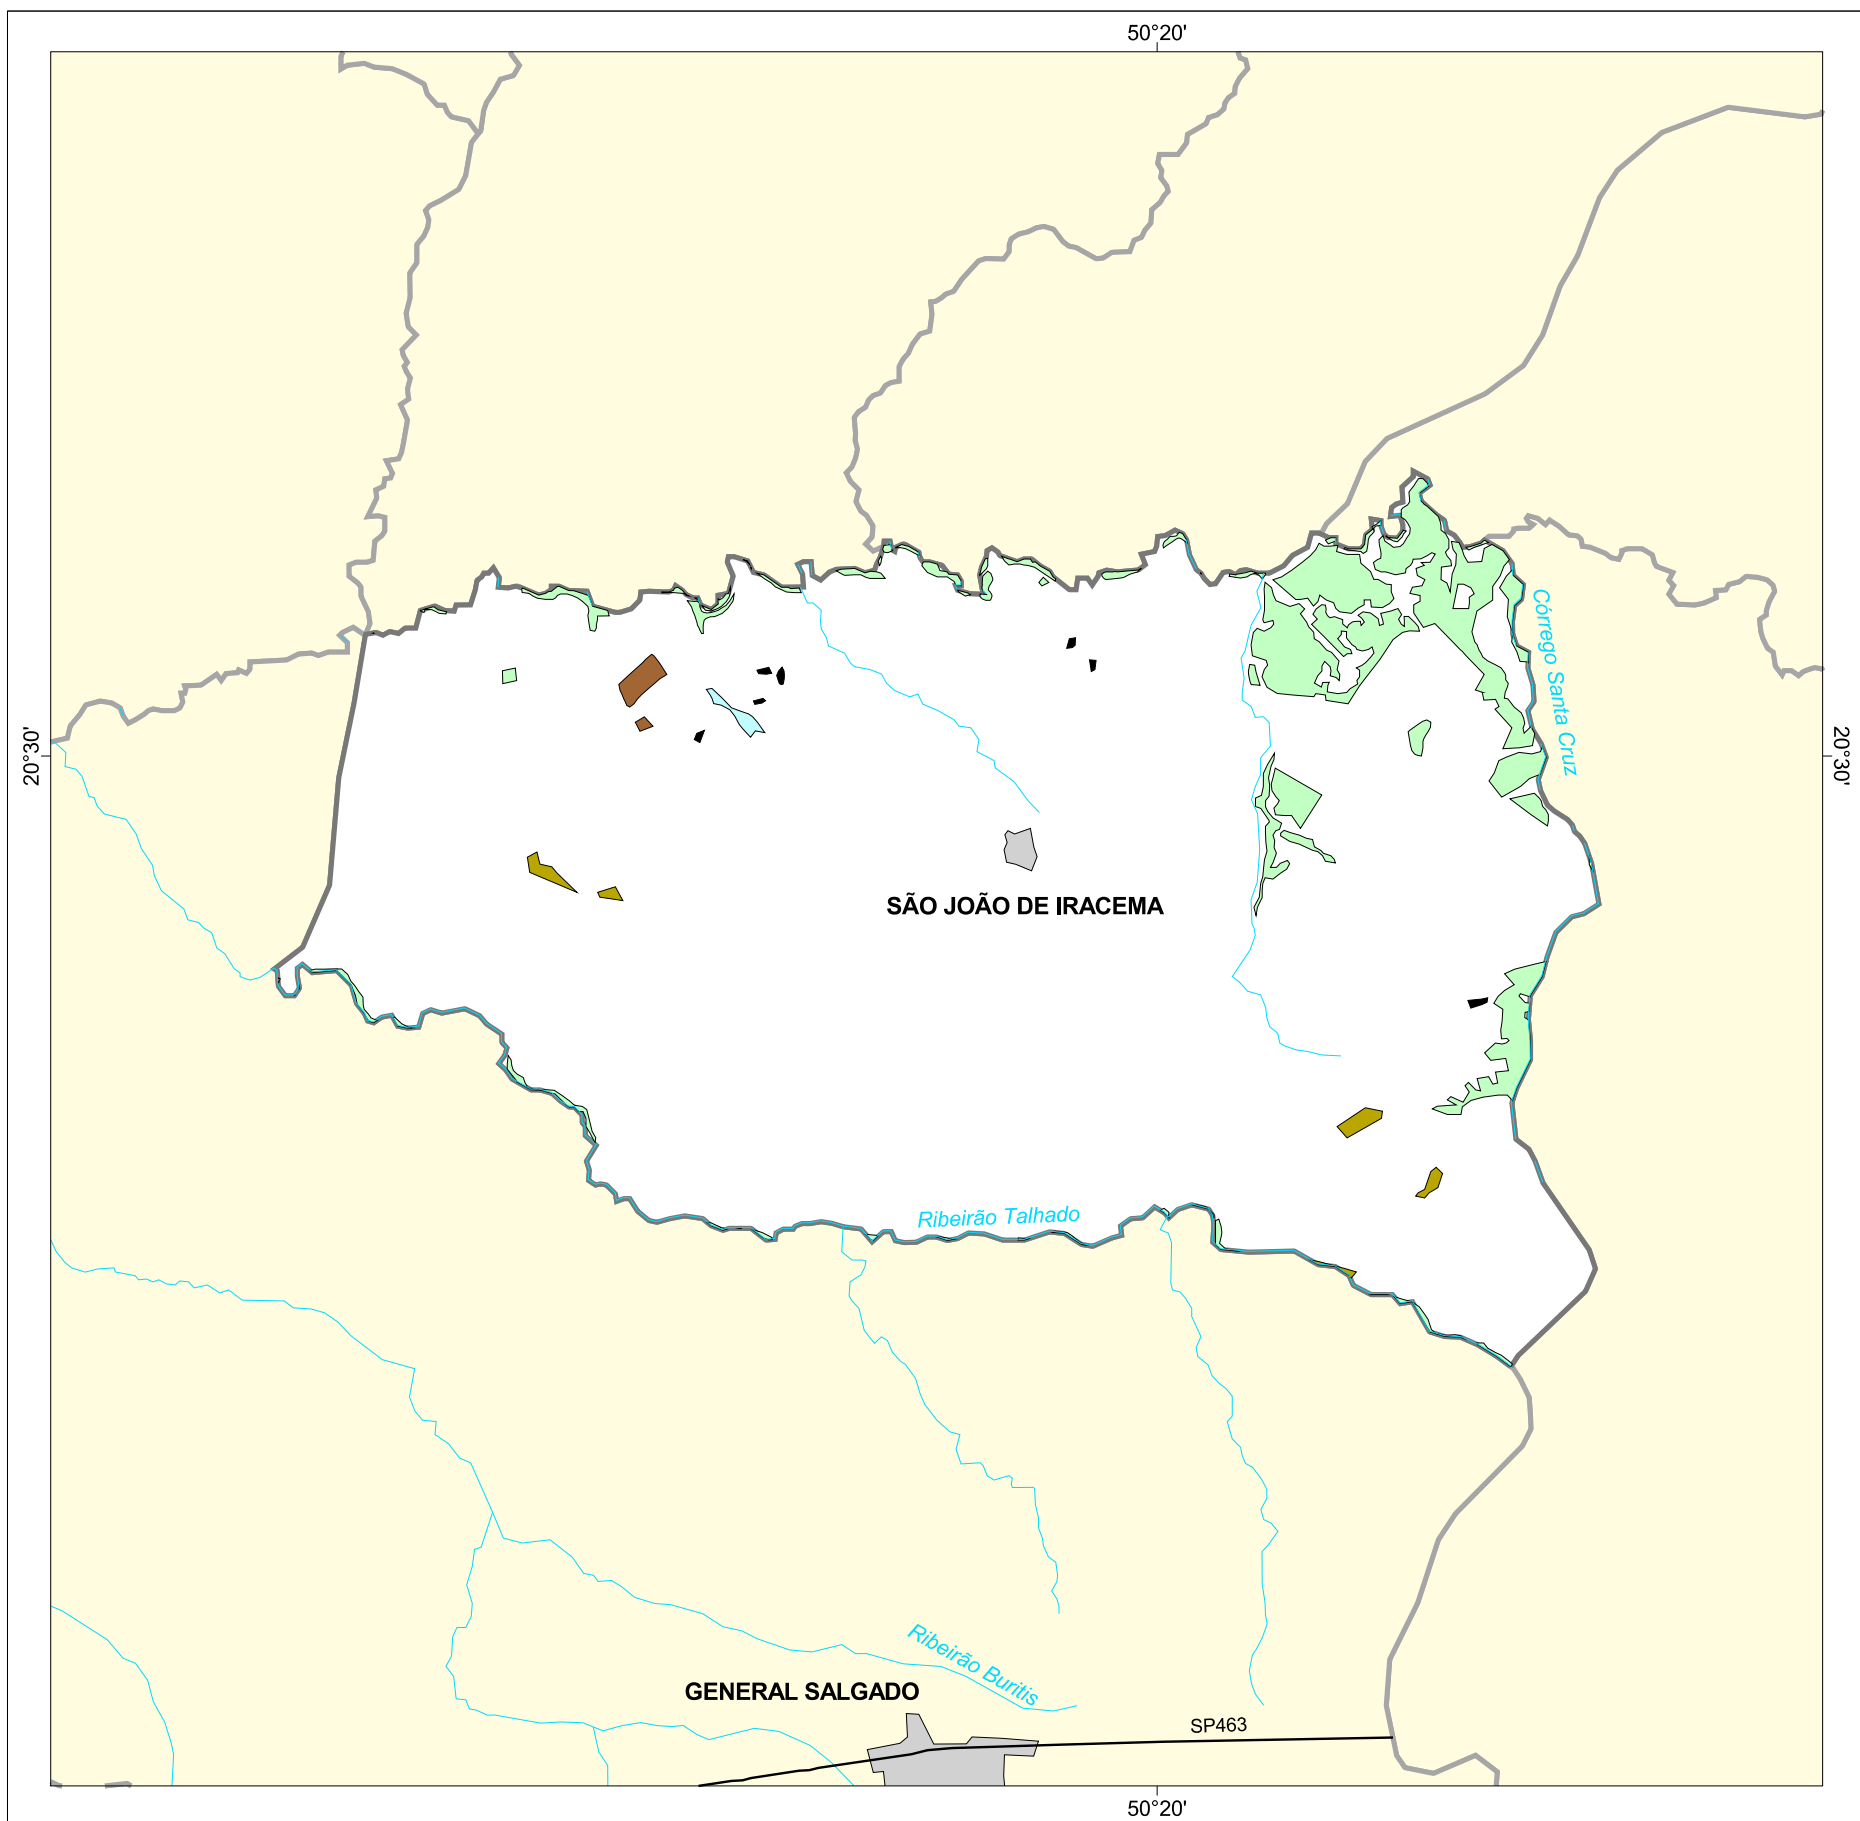 50°20'
Córrego Santa Cruz
20°30'
20°30'
SÃO JOÃO DE IRACEMA
Ribeirão Talhado
Ribeirão Buritis
GENERAL SALGADO
SP463
50°20'